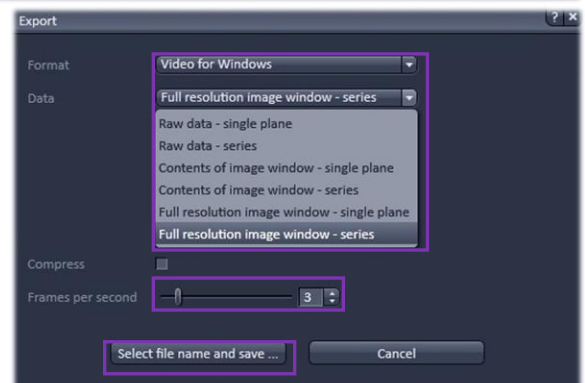 Export ? ×
Format Video for Windows
Data Full resolution image window - series
Raw data - single plane
Raw data - series
Contents of image window - single plane
Contents of image window - series
Full resolution image window - single plane
Full resolution image window - series
Compress
Frames per second 3
Select file name and save ... Cancel